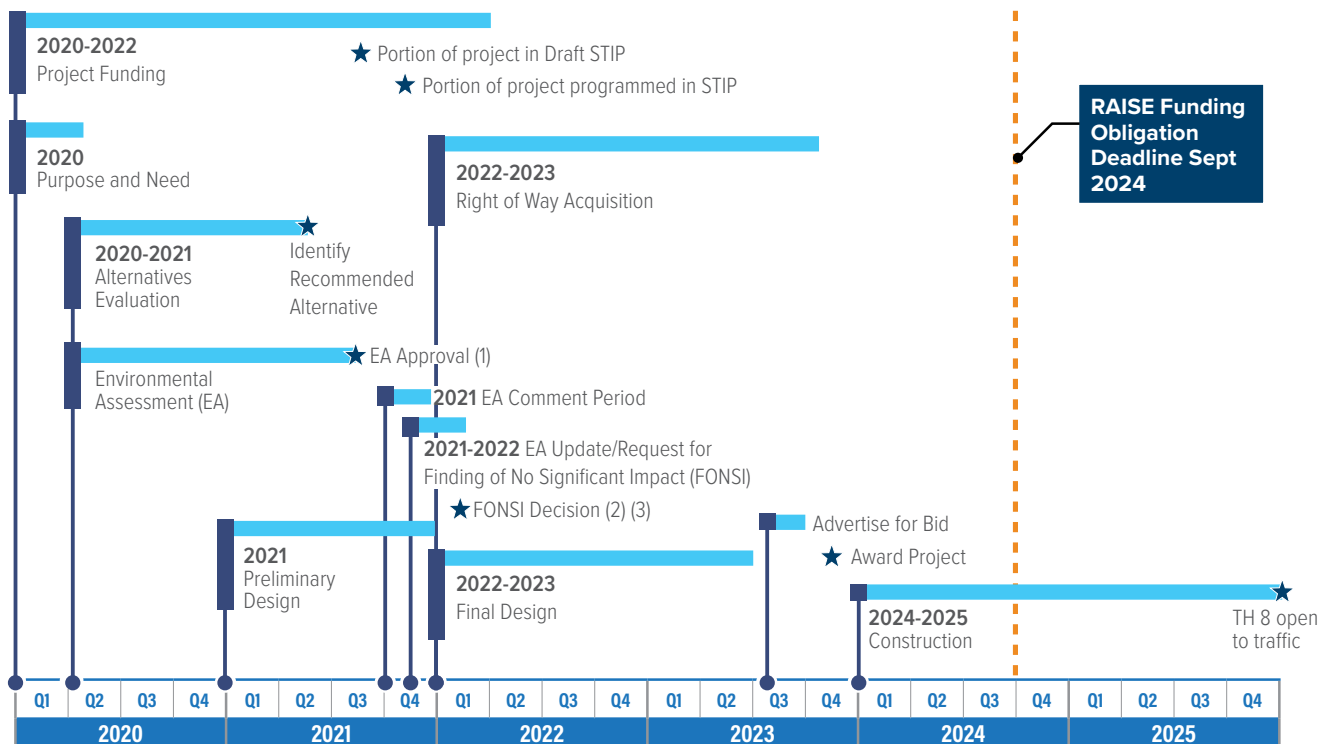 2020-2022
Project Funding
Portion of project in Draft STIP
Portion of project programmed in STIP
RAISE Funding
Obligation
Deadline Sept
2024
2020
Purpose and Need
2022-2023
Right of Way Acquisition
2020-2021
Alternatives
Evaluation
Identify
Recommended
Alternative
Environmental
Assessment (EA)
EA Approval (1)
2021 EA Comment Period
2021-2022 EA Update/Request for
Finding of No Significant Impact (FONSI)
FONSI Decision (2) (3)
2021
Preliminary
Design
2022-2023
Final Design
Advertise for Bid
Award Project
2024-2025
Construction
TH 8 open
to traffic
Q1 Q2 Q3 Q4 Q1 Q2 Q3 Q4 Q1 Q2 Q3 Q4 Q1 Q2 Q3 Q4 Q1 Q2 Q3 Q4 Q1 Q2 Q3 Q4
2020 2021 2022 2023 2024 2025